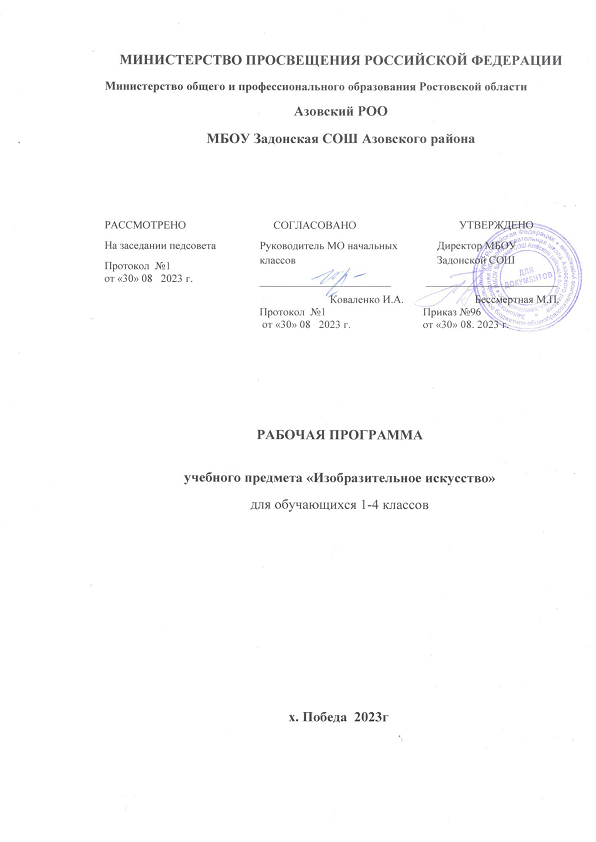 МИНИСТЕРСТВО ПРОСВЕЩЕНИЯ РОССИЙСКОЙ ФЕДЕРАЦИИ
Министерство общего и профессионального образования Ростовской области
Азовский РОО
МБОУ Задонская СОШ Азовского района
РАССМОТРЕНО
На заседании педсовета
Протокол №1
от «30» 08 2023 г.
СОГЛАСОВАНО
Руководитель МО начальных
классов
Коваленко И.А.
Протокол №1
от «30» 08 2023 г.
УТВЕРЖДЕНО
Директор МБОУ
Задонской СОШ
Бессмертная М.П.
Приказ №96
от «30» 08. 2023 г.
ДЛЯ
ДОКУМЕНТОВ
РАБОЧАЯ ПРОГРАММА
учебного предмета «Изобразительное искусство»
для обучающихся 1-4 классов
х. Победа 2023г